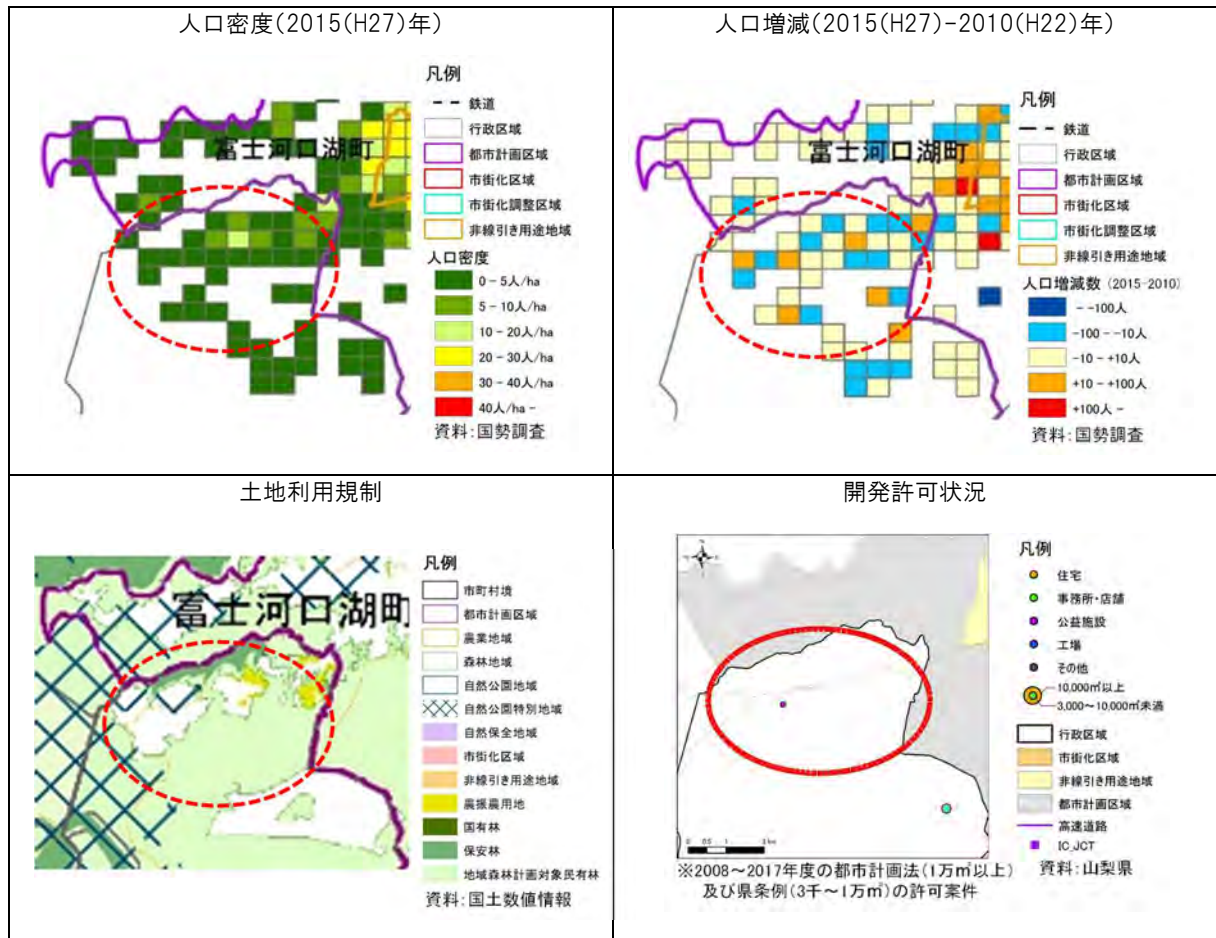 人口密度(2015(H27)年)
凡例
鉄道
行政区域
都市計画区域
市街化区域
市街化調整区域
非線引き用途地域
人口密度
0-5人/ha
5-10人/ha
10-20人/ha
20-30人/ha
30-40人/ha
40人/ha -
資料:国勢調査
富士河口湖町
人口増減(2015(H27)-2010(H22)年)
凡例
鉄道
行政区域
都市計画区域
市街化区域
市街化調整区域
非線引き用途地域
人口増減数 (2015-2010)
- -100人
-100 - -10人
-10 - +10人
+10 - +100人
+100人 -
資料:国勢調査
富士河口湖町
土地利用規制
凡例
市町村境
都市計画区域
農業地域
森林地域
自然公園地域
自然公園特別地域
自然保全地域
市街化区域
非線引き用途地域
農振農用地
国有林
保安林
地域森林計画対象民有林
資料:国土数値情報
富士河口湖町
開発許可状況
凡例
住宅
事務所・店舗
公益施設
工場
その他
10,000㎡以上
3,000~10,000㎡未満
行政区域
市街化区域
非線引き用途地域
都市計画区域
高速道路
IC_JCT
資料:山梨県
0 0.5 1 2 km
※2008~2017年度の都市計画法(1万㎡以上)
及び県条例(3千~1万㎡)の許可案件